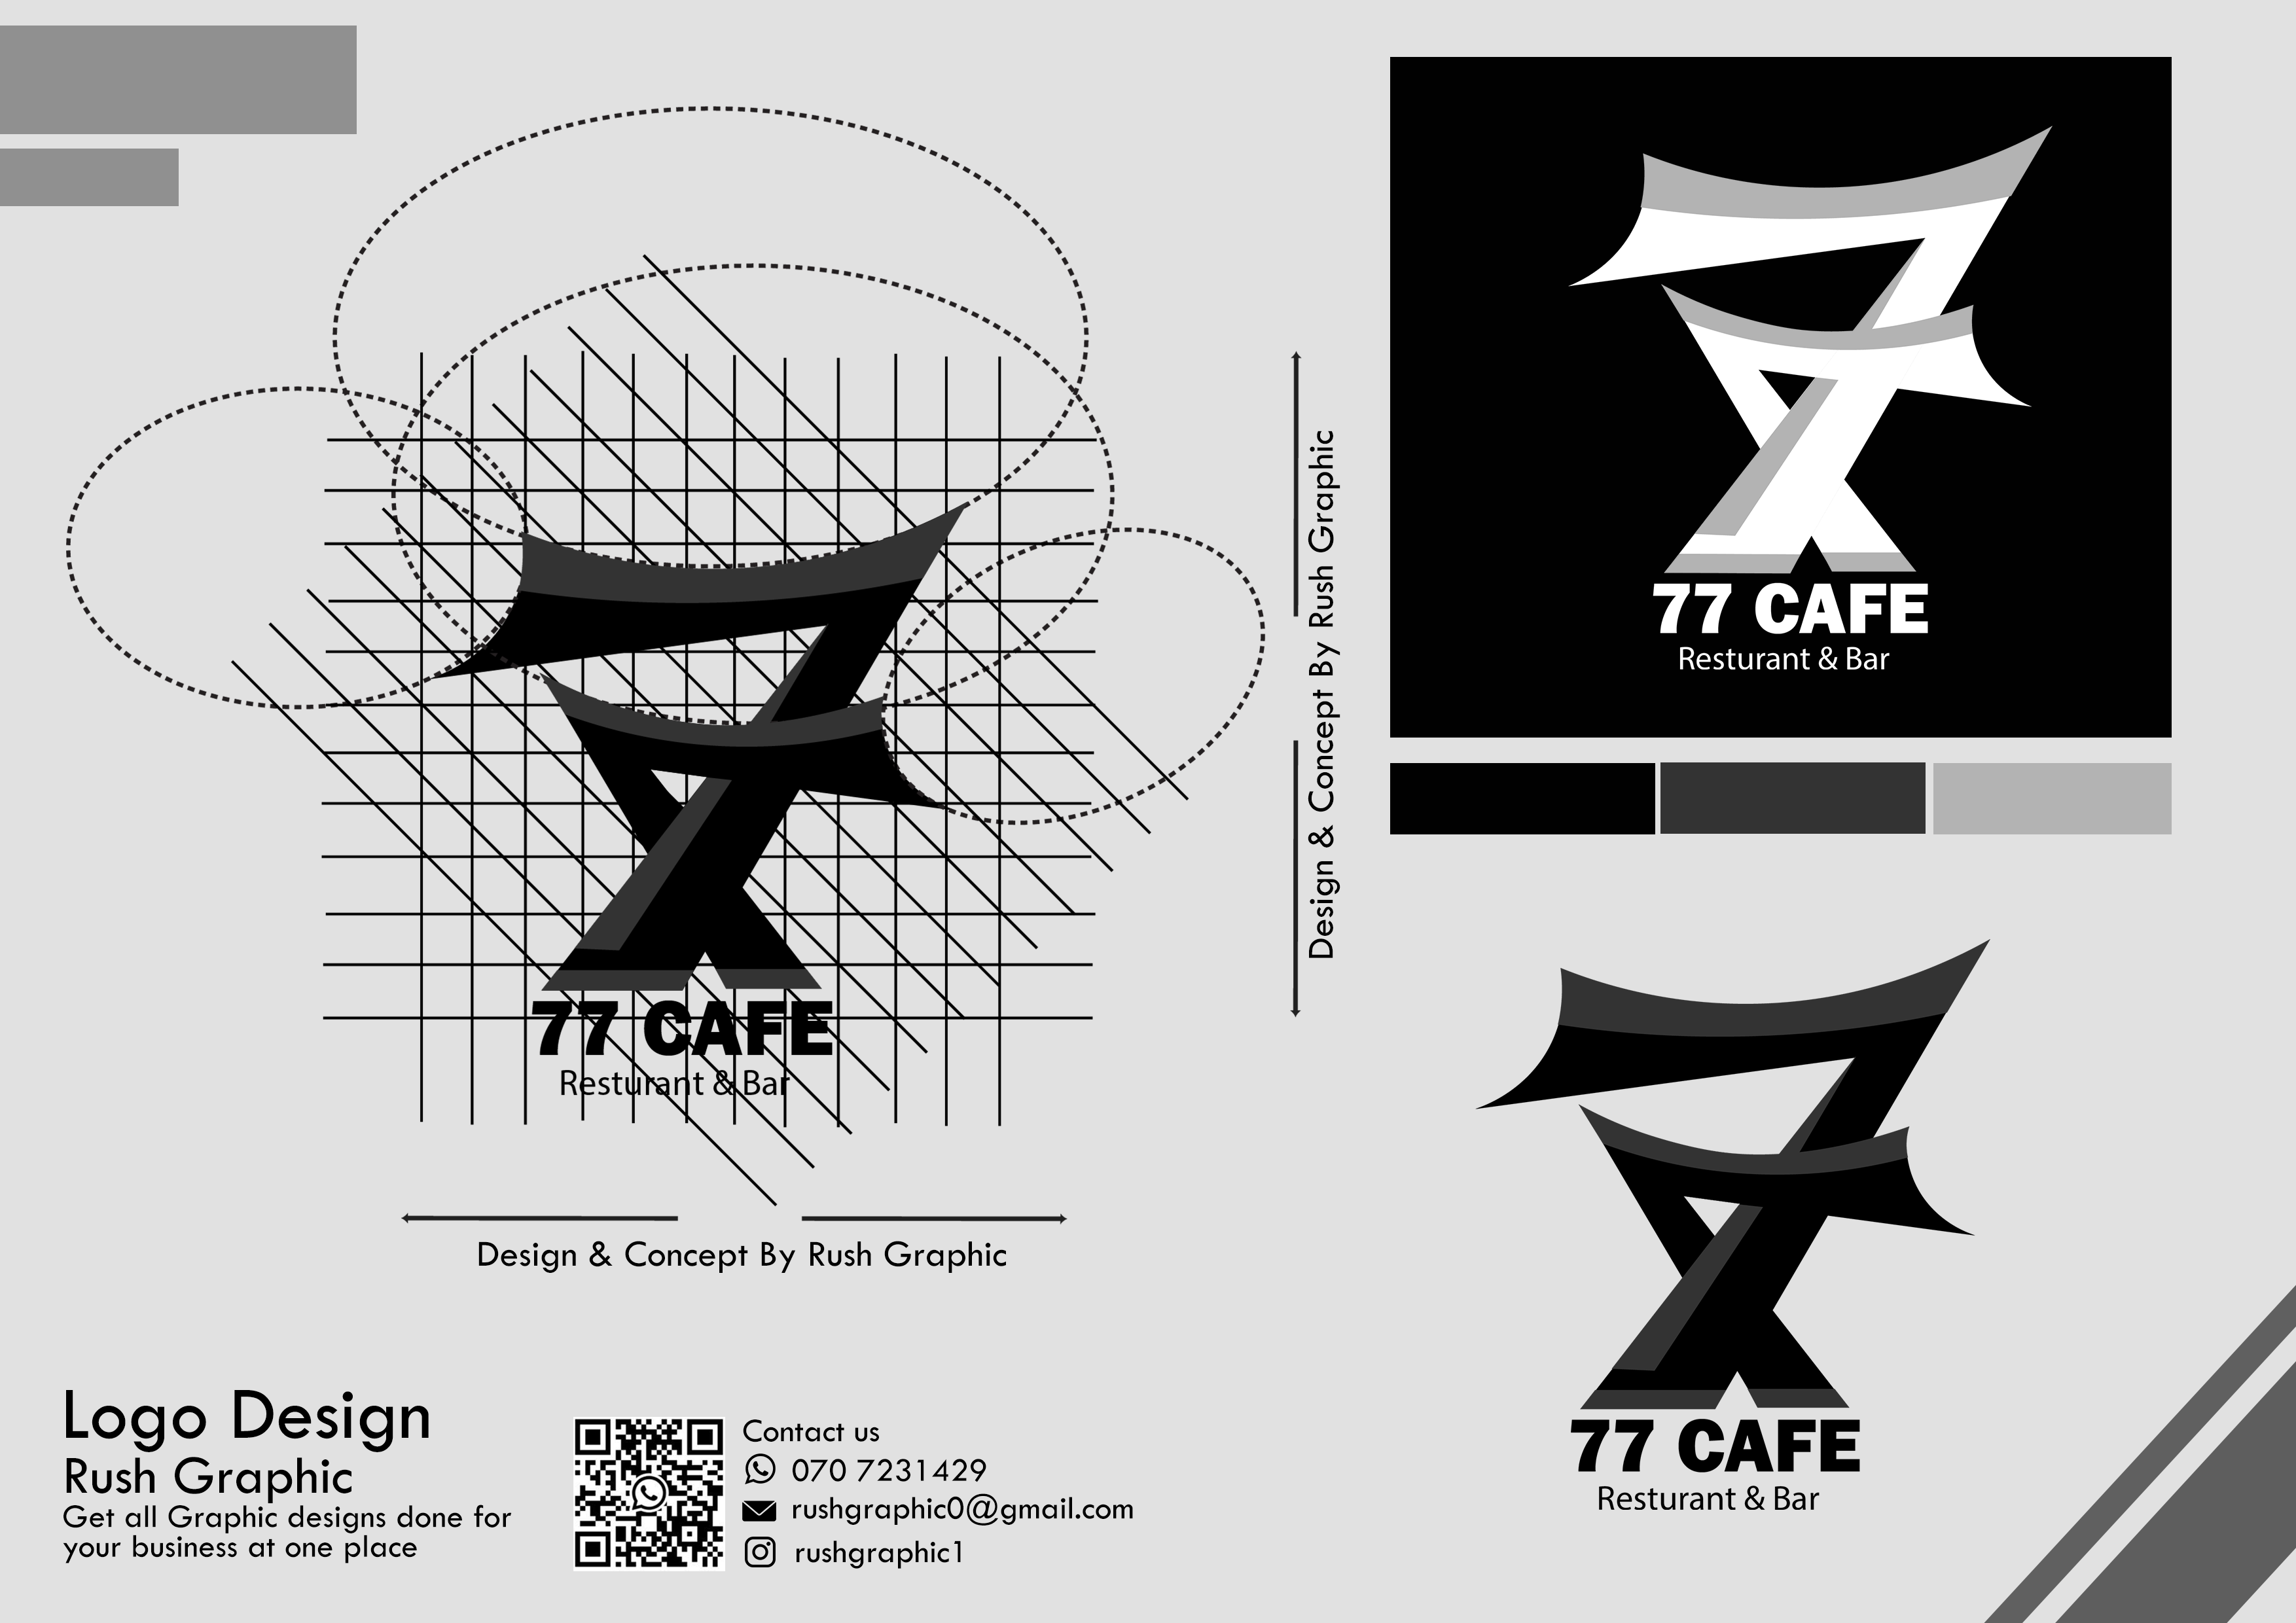 77 CAFE
Resturant & Bar
Design & Concept By Rush Graphic
Design & Concept By Rush Graphic
77 CAFE
Resturant & Bar
77 CAFE
Resturant & Bar
Logo Design
Rush Graphic
Get all Graphic designs done for
your business at one place
Contact us
070 7231429
rushgraphic0@gmail.com
rushgraphic1